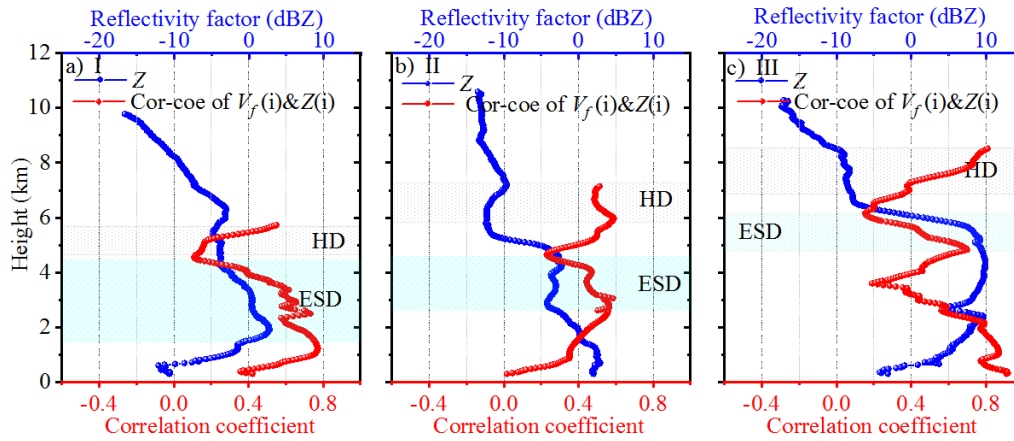 Reflectivity factor (dBZ)
Reflectivity factor (dBZ)
Reflectivity factor (dBZ)
-20 -10 0 10
-20 -10 0 10
-20 -10 0 10
12
10
8
6
4
2
0
Height (km)
a) I
Z
Cor-coe of Vf(i)&Z(i)
HD
ESD
b) II
Z
Cor-coe of Vf(i)&Z(i)
HD
ESD
c) III
Z
Cor-coe of Vf(i)&Z(i)
HD
ESD
-0.4 0.0 0.4 0.8
-0.4 0.0 0.4 0.8
-0.4 0.0 0.4 0.8
Correlation coefficient
Correlation coefficient
Correlation coefficient